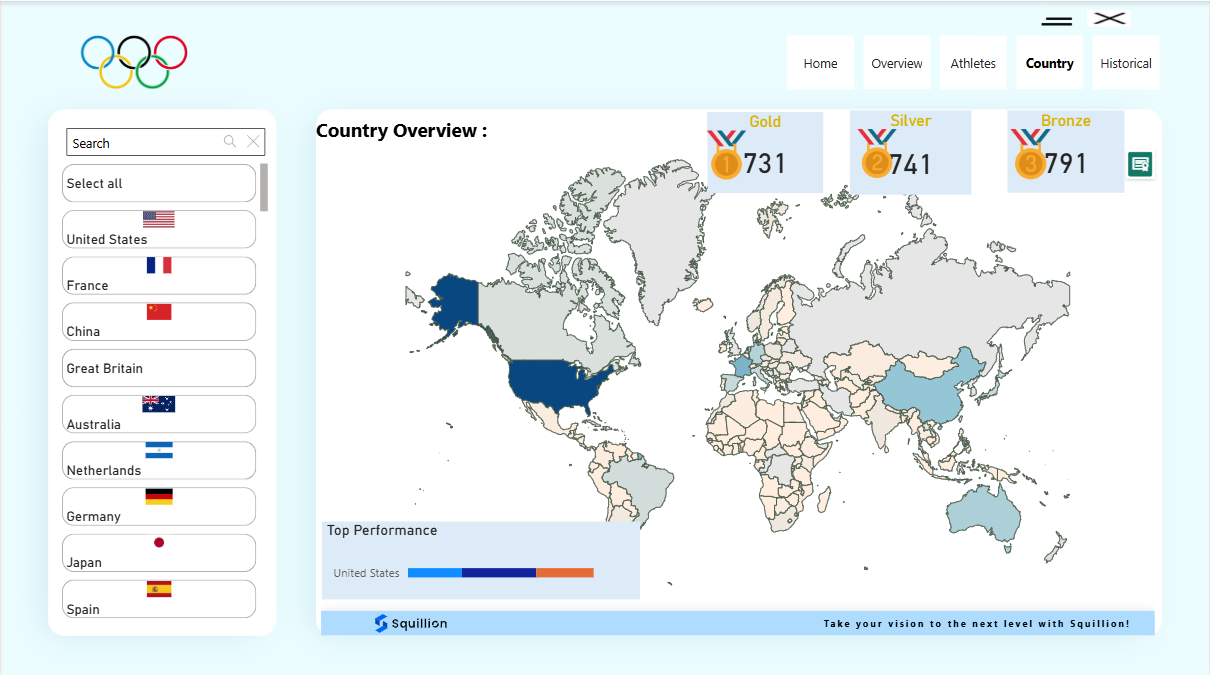 Home
Overview
Athletes
Country
Historical
Search
Select all
United States
France
China
Great Britain
Australia
Netherlands
Germany
Japan
Spain
Country Overview :
Gold
1
731
Silver
2
741
Bronze
3
791
Top Performance
United States
Squillion
Take your vision to the next level with Squillion!